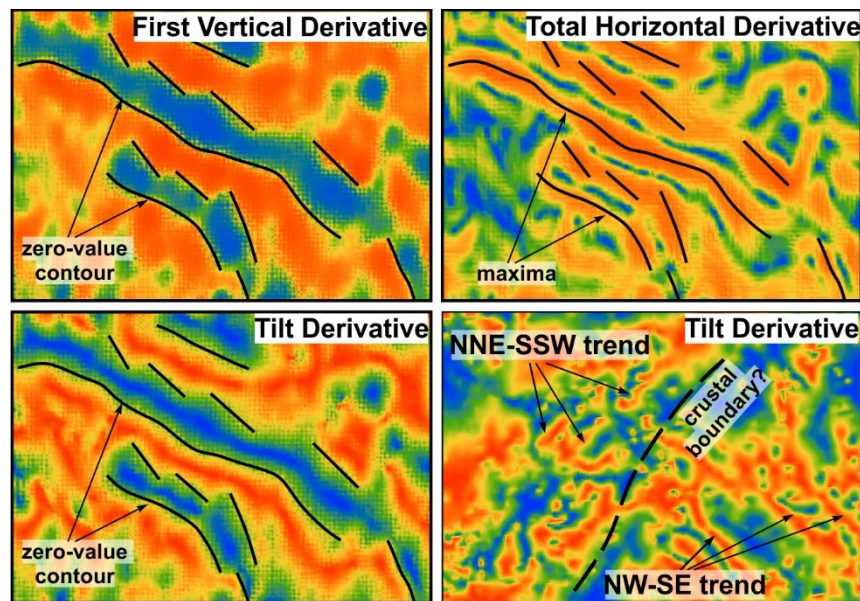 First Vertical Derivative
zero-value
contour
Total Horizontal Derivative
maxima
Tilt Derivative
zero-value
contour
Tilt Derivative
NNE-SSW trend
crustal
boundary?
NW-SE trend